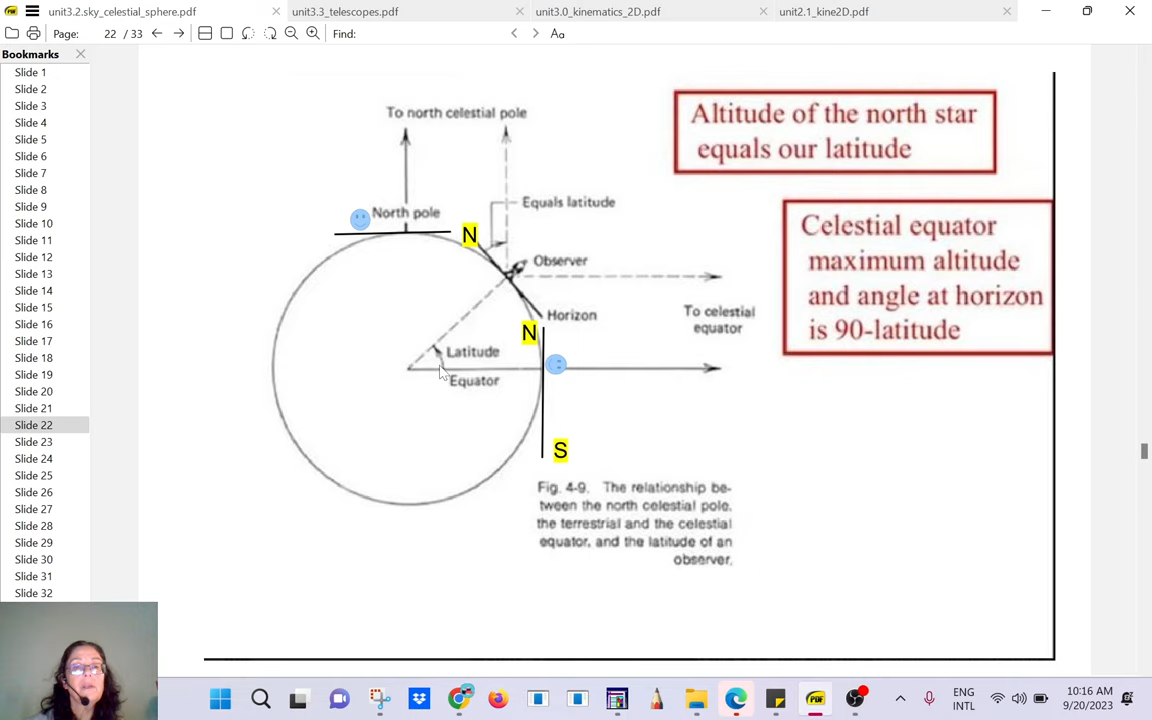 unit3.2.sky_celestial_sphere.pdf
unit3.3_telescopes.pdf
unit3.0_kinematics_2D.pdf
unit2.1_kine2D.pdf
Page: 22 / 33
Find:
Aa
Bookmarks
Slide 1
Slide 2
Slide 3
Slide 4
Slide 5
Slide 6
Slide 7
Slide 8
Slide 9
Slide 10
Slide 11
Slide 12
Slide 13
Slide 14
Slide 15
Slide 16
Slide 17
Slide 18
Slide 19
Slide 20
Slide 21
Slide 22
Slide 23
Slide 24
Slide 25
Slide 26
Slide 27
Slide 28
Slide 29
Slide 30
Slide 31
Slide 32
To north celestial pole
North pole
N
Equals latitude
Observer
Horizon
N
To celestial
equator
Latitude
Equator
S
Fig. 4-9. The relationship be-
tween the north celestial pole,
the terrestrial and the celestial
equator, and the latitude of an
observer.
Altitude of the north star
equals our latitude
Celestial equator
maximum altitude
and angle at horizon
is 90-latitude
ENG
INTL
10:16 AM
9/20/2023